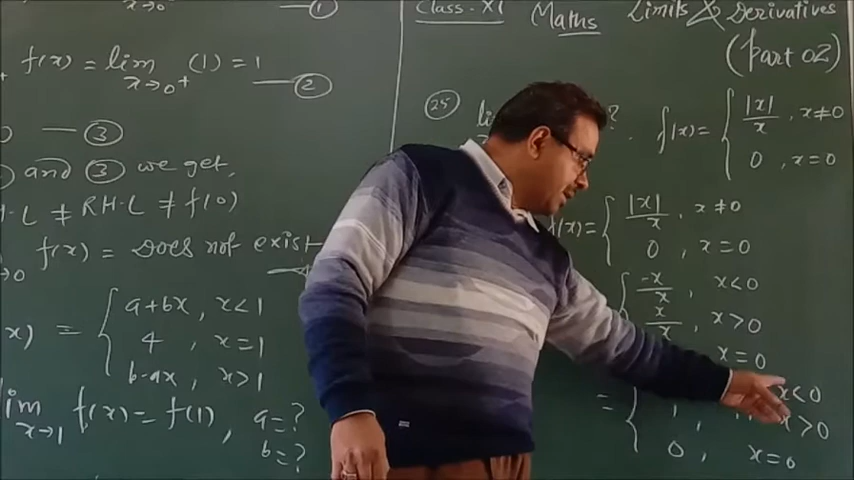 x→0⁻ — ①
Class-XI Maths Limits & Derivatives
(part 02)
f(x) = lim x→0⁺ (1) = 1 — ②
— ③
and ③ we get,
H·L ≠ RH·L ≠ f(0)
x→0 f(x) = Does not exist
x) = { a+bx, x<1
4, x=1
b-ax, x>1
lim x→1 f(x) = f(1), a=?
b=?
㉕ ? f(x) = { |x|/x, x≠0
0, x=0
f(x) = { |x|/x, x≠0
0, x=0
{ -x/x, x<0
x/x, x>0
x=0
= { x<0
1, x>0
0, x=0